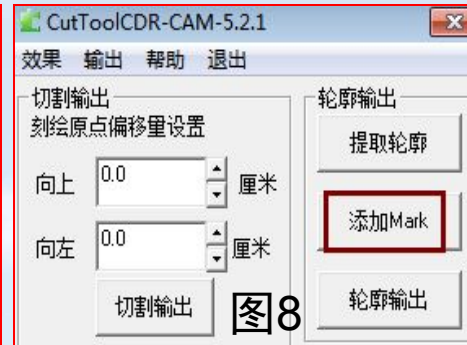 CutToolCDR-CAM-5.2.1
效果 输出 帮助 退出
切割输出
刻绘原点偏移量设置
向上 0.0 厘米
向左 0.0 厘米
切割输出
图8
轮廓输出
提取轮廓
添加Mark
轮廓输出